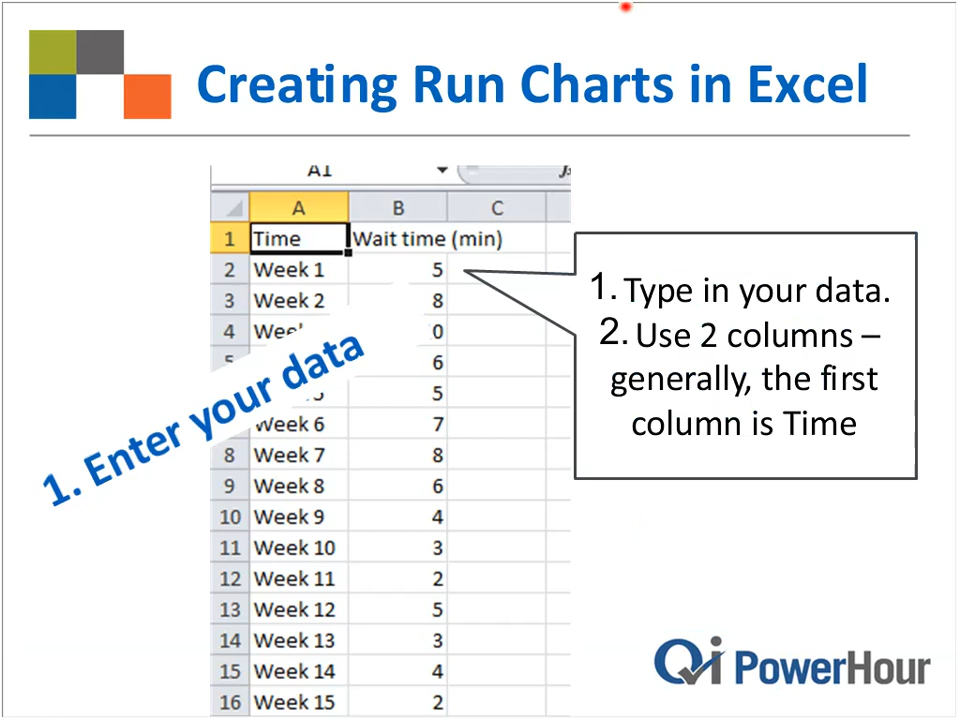 Creating Run Charts in Excel
A1
A B C
1 Time Wait time (min)
2 Week 1 5
3 Week 2 8
4 0
6
5
Week 6 7
8 Week 7 8
9 Week 8 6
10 Week 9 4
11 Week 10 3
12 Week 11 2
13 Week 12 5
14 Week 13 3
15 Week 14 4
16 Week 15 2
1. Enter your data
1. Type in your data.
2. Use 2 columns –
generally, the first
column is Time
Qi PowerHour